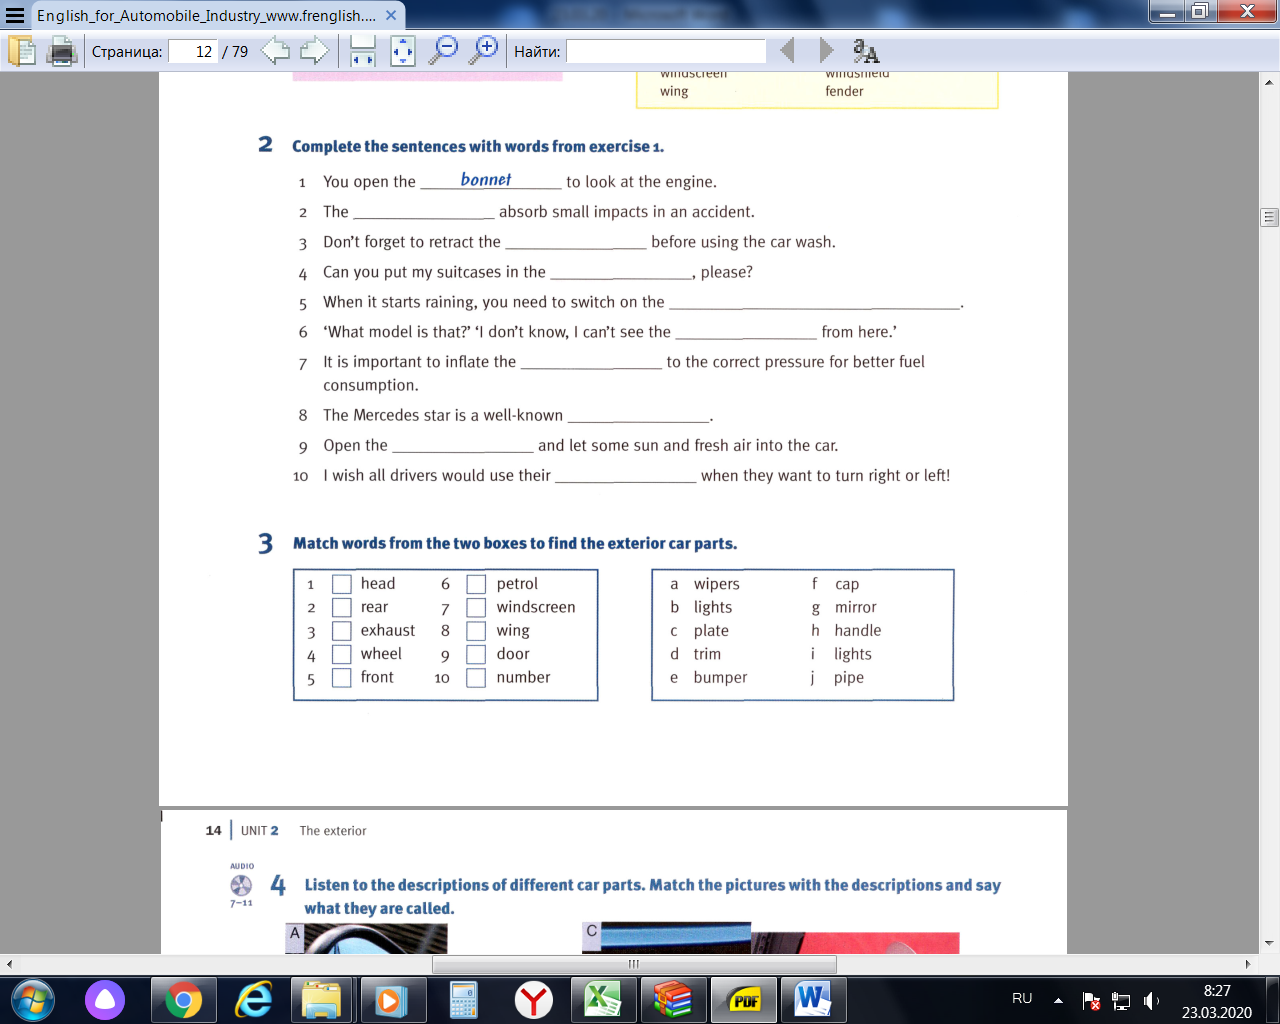 English_for_Automobile_Industry_www.frenglish....
Страница: 12 / 79 Найти:
windscreen windshield
wing fender
2 Complete the sentences with words from exercise 1.
1 You open the bonnet to look at the engine.
2 The ______ absorb small impacts in an accident.
3 Don't forget to retract the ______ before using the car wash.
4 Can you put my suitcases in the ______, please?
5 When it starts raining, you need to switch on the ______.
6 'What model is that?' 'I don't know, I can't see the ______ from here.'
7 It is important to inflate the ______ to the correct pressure for better fuel
consumption.
8 The Mercedes star is a well-known ______.
9 Open the ______ and let some sun and fresh air into the car.
10 I wish all drivers would use their ______ when they want to turn right or left!
3 Match words from the two boxes to find the exterior car parts.
1 head 6 petrol
2 rear 7 windscreen
3 exhaust 8 wing
4 wheel 9 door
5 front 10 number
a wipers f cap
b lights g mirror
c plate h handle
d trim i lights
e bumper j pipe
14 UNIT 2 The exterior
AUDIO
7–11
4 Listen to the descriptions of different car parts. Match the pictures with the descriptions and say
what they are called.
A C
PDF
RU
8:27
23.03.2020